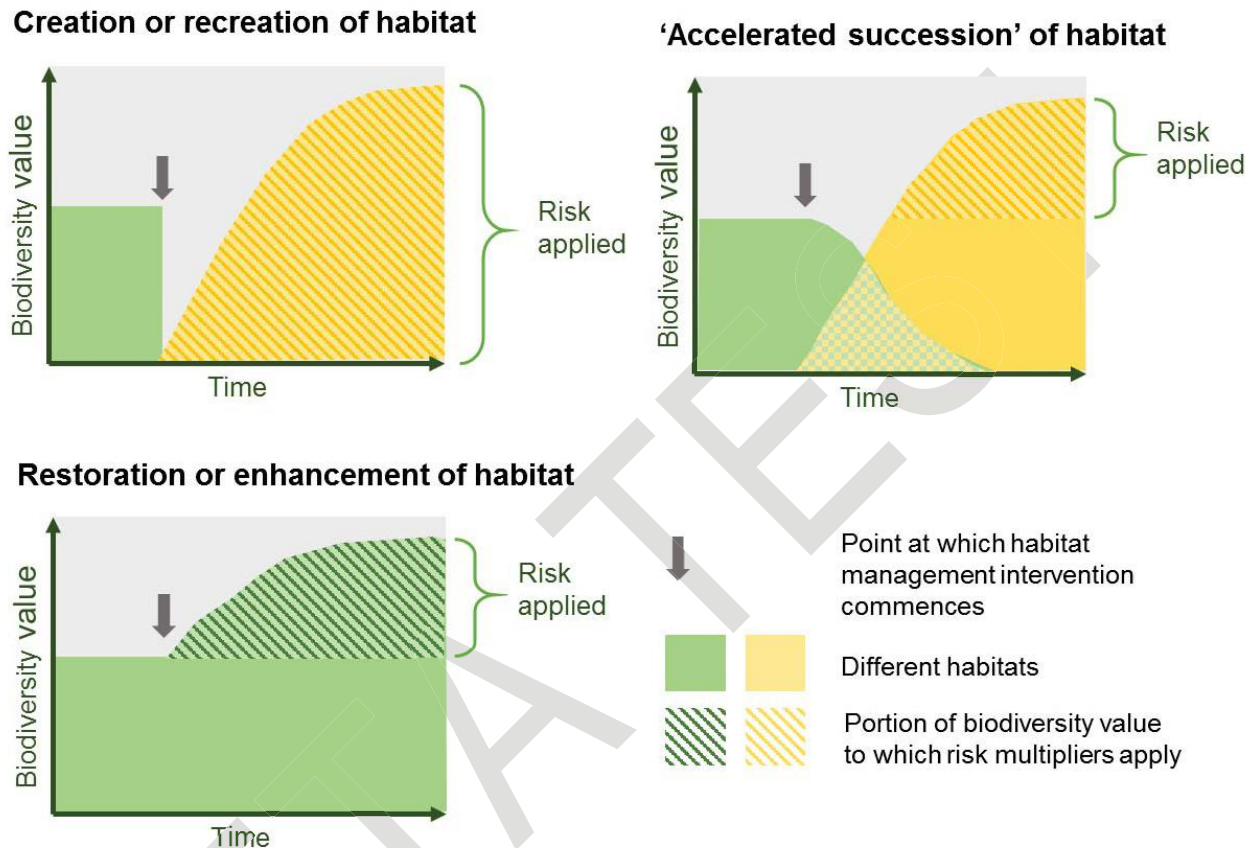 Creation or recreation of habitat
Biodiversity value
Time
Risk
applied
‘Accelerated succession’ of habitat
Biodiversity value
Time
Risk
applied
Restoration or enhancement of habitat
Biodiversity value
Time
Risk
applied
Point at which habitat
management intervention
commences
Different habitats
Portion of biodiversity value
to which risk multipliers apply